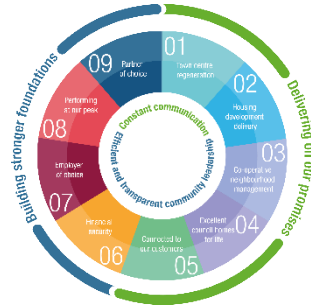 Building stronger foundations
Delivering on our promises
01
Town centre
regeneration
02
Housing
development
delivery
03
Co-operative
neighbourhood
management
04
Excellent
council homes
for life
05
Connected to
our customers
06
Financial
security
07
Employer
of choice
08
Performing
at our peak
09
Partner
of choice
Constant communication
Efficient and transparent community leadership